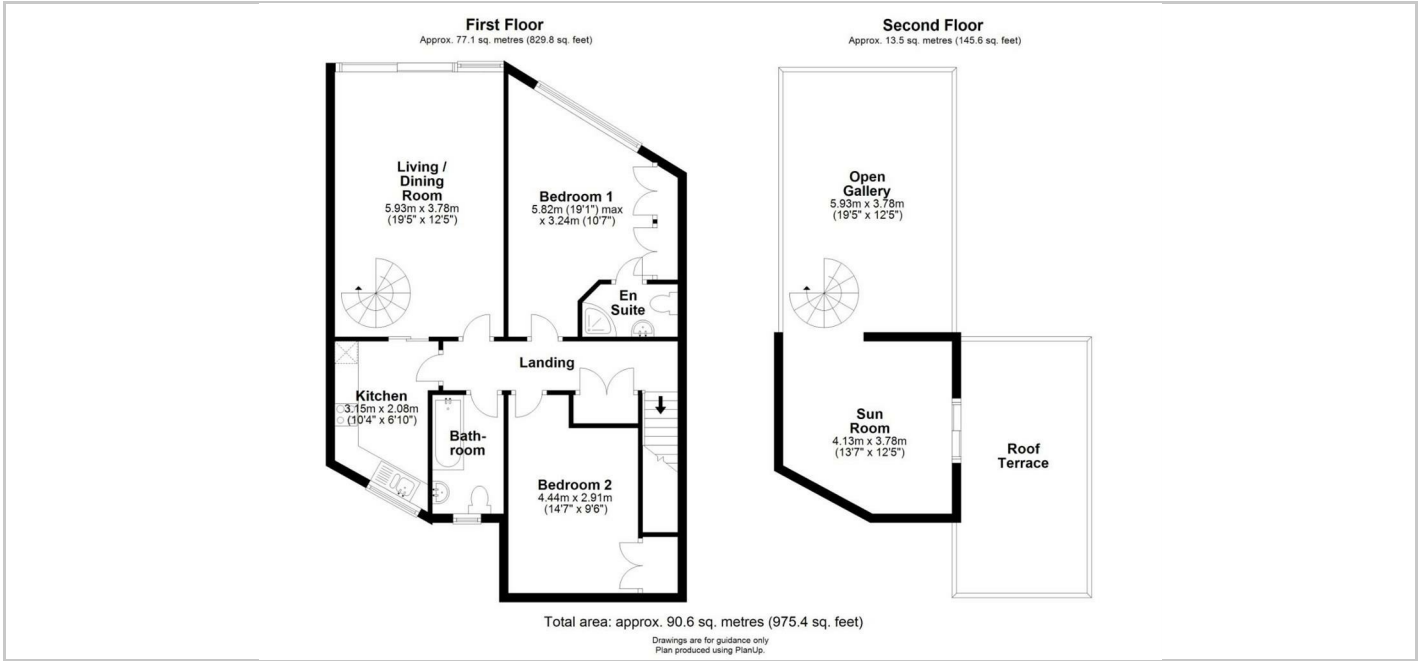 First Floor
Approx. 77.1 sq. metres (829.8 sq. feet)
Second Floor
Approx. 13.5 sq. metres (145.6 sq. feet)
Living /
Dining
Room
5.93m x 3.78m
(19'5" x 12'5")
Bedroom 1
5.82m (19'1") max
x 3.24m (10'7")
En
Suite
Landing
Kitchen
3.15m x 2.08m
(10'4" x 6'10")
Bath-
room
Bedroom 2
4.44m x 2.91m
(14'7" x 9'6")
Open
Gallery
5.93m x 3.78m
(19'5" x 12'5")
Sun
Room
4.13m x 3.78m
(13'7" x 12'5")
Roof
Terrace
Total area: approx. 90.6 sq. metres (975.4 sq. feet)
Drawings are for guidance only
Plan produced using PlanUp.